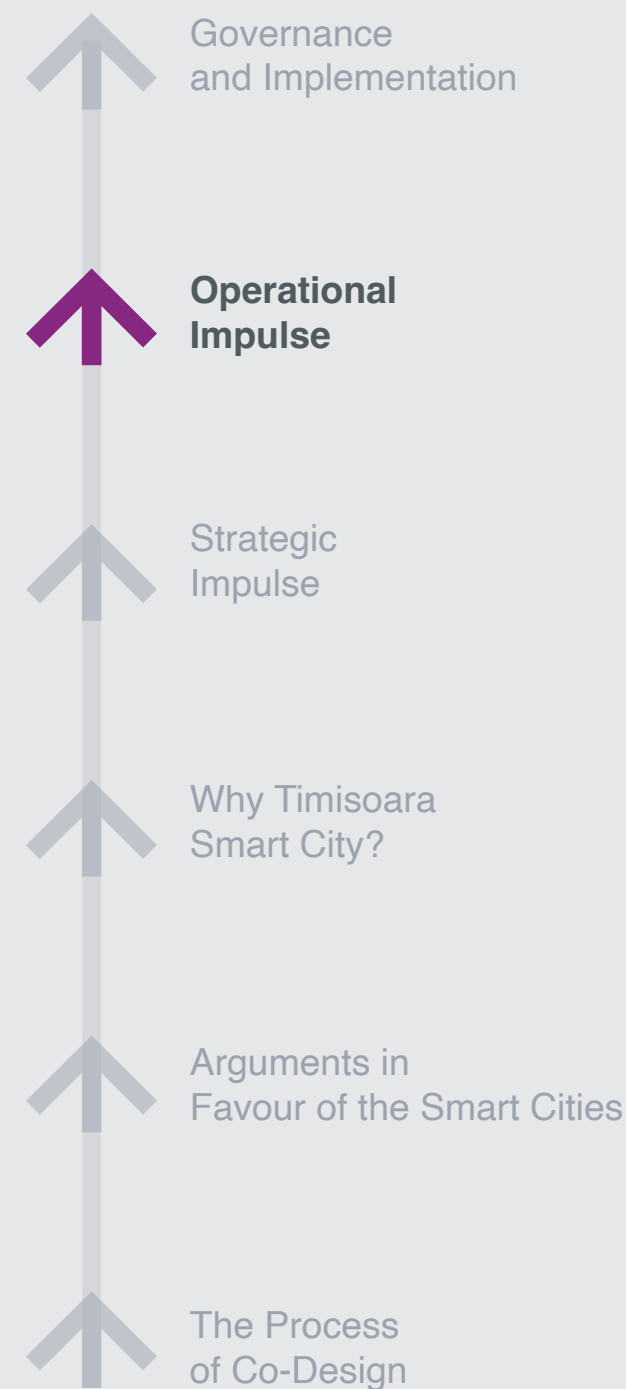 Governance
and Implementation
Operational
Impulse
Strategic
Impulse
Why Timisoara
Smart City?
Arguments in
Favour of the Smart Cities
The Process
of Co-Design